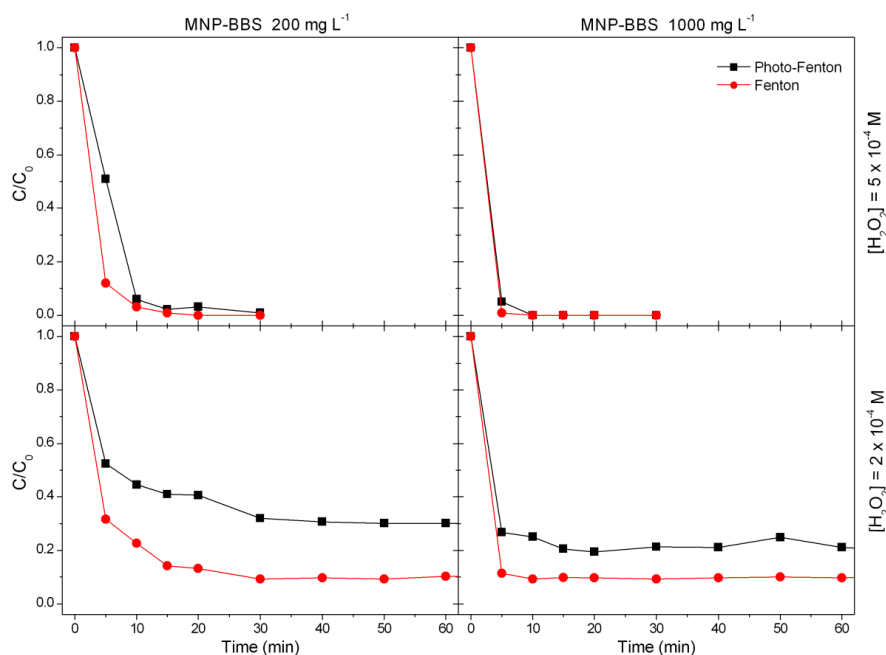 MNP-BBS 200 mg L⁻¹
MNP-BBS 1000 mg L⁻¹
1.0
0.8
0.6
0.4
0.2
0.0
C/C₀
Photo-Fenton
Fenton
[H₂O₂] = 5 x 10⁻⁴ M
1.0
0.8
0.6
0.4
0.2
0.0
C/C₀
[H₂O₂] = 2 x 10⁻⁴ M
0 10 20 30 40 50 60
0 10 20 30 40 50 60
Time (min)
Time (min)